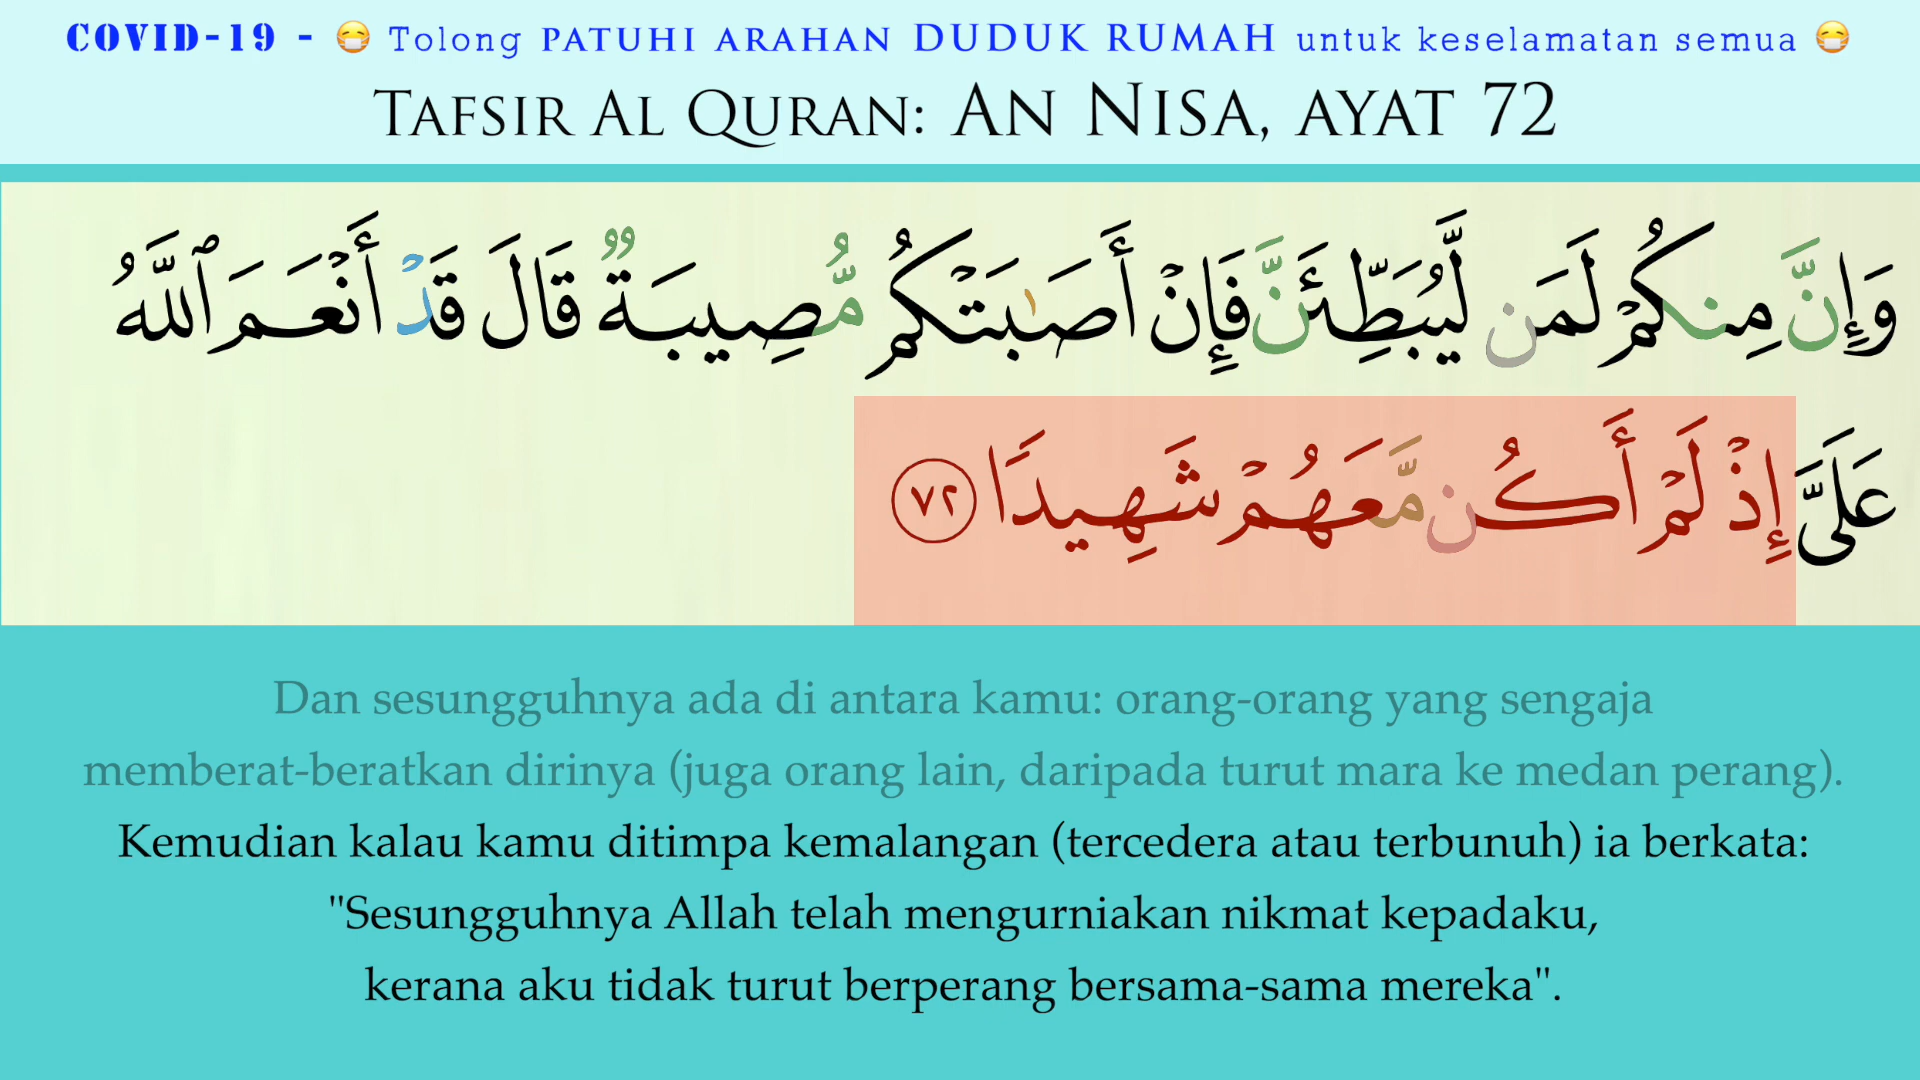 COVID-19 - 😷 Tolong PATUHI ARAHAN DUDUK RUMAH untuk keselamatan semua 😷
TAFSIR AL QURAN: AN NISA, AYAT 72
وَإِنَّ مِنكُمْ لَمَن لَّيُبَطِّئَنَّ فَإِنْ أَصَـٰبَتْكُم مُّصِيبَةٌ قَالَ قَدْ أَنْعَمَ ٱللَّهُ
عَلَىَّ إِذْ لَمْ أَكُن مَّعَهُمْ شَهِيدًا ٧٢
Dan sesungguhnya ada di antara kamu: orang-orang yang sengaja
memberat-beratkan dirinya (juga orang lain, daripada turut mara ke medan perang).
Kemudian kalau kamu ditimpa kemalangan (tercedera atau terbunuh) ia berkata:
"Sesungguhnya Allah telah mengurniakan nikmat kepadaku,
kerana aku tidak turut berperang bersama-sama mereka".